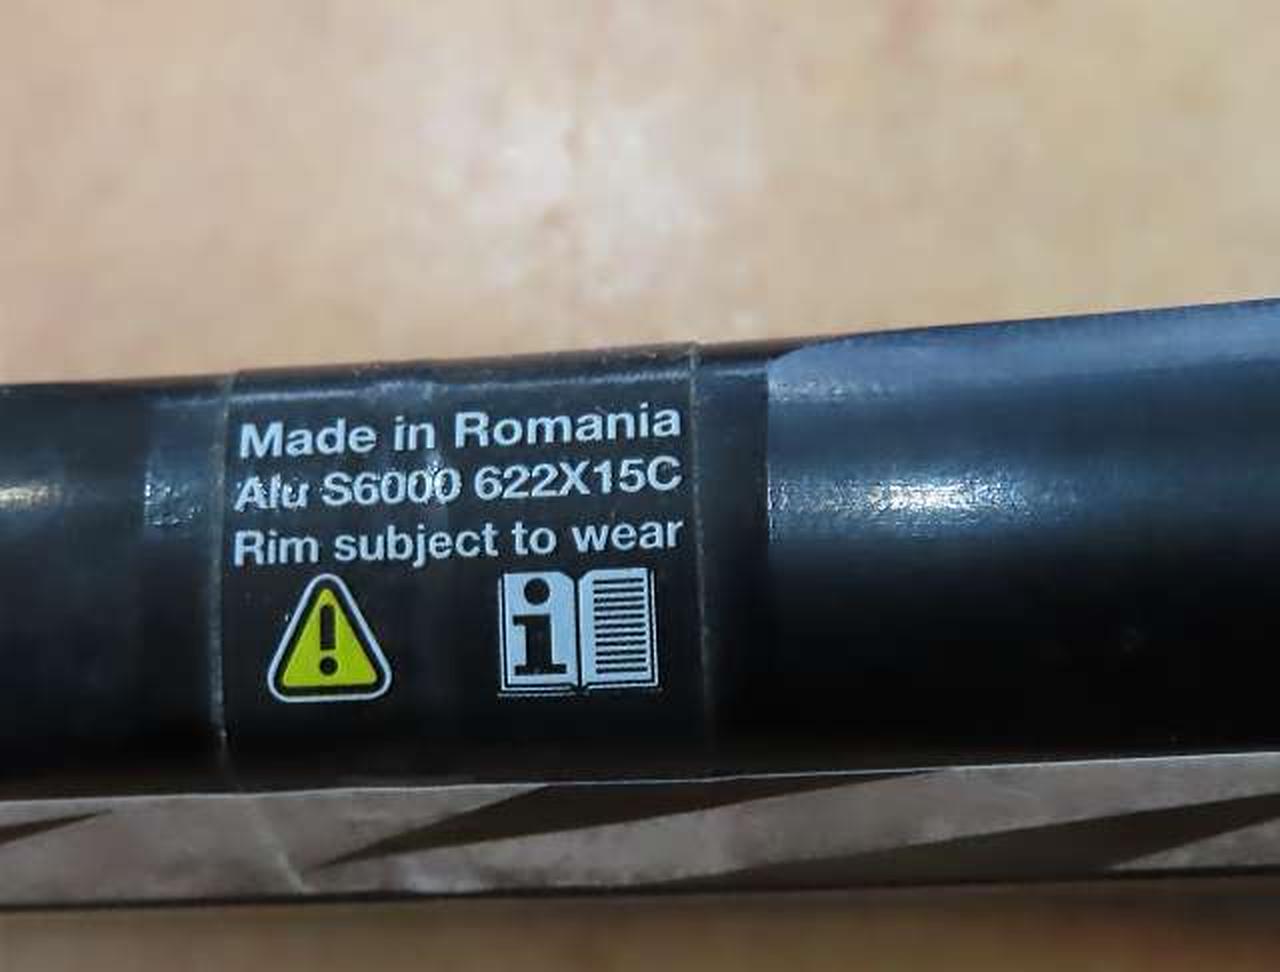 Made in Romania
Alu S6000 622X15C
Rim subject to wear